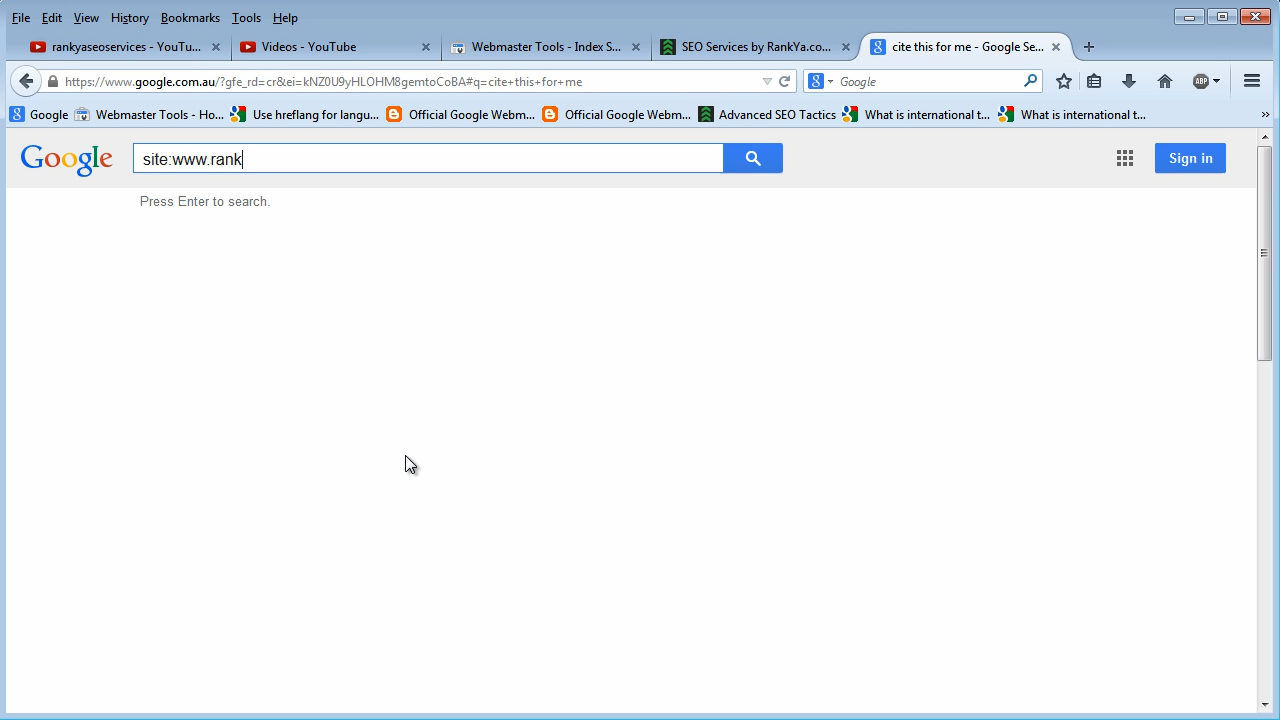 File Edit View History Bookmarks Tools Help
rankyaseoservices - YouTu... Videos - YouTube Webmaster Tools - Index S... SEO Services by RankYa.co... cite this for me - Google Se...
https://www.google.com.au/?gfe_rd=cr&ei=kNZ0U9yHLOHM8gemtoCoBA#q=cite+this+for+me Google ABP
Google Webmaster Tools - Ho... Use hreflang for langu... Official Google Webm... Official Google Webm... Advanced SEO Tactics What is international t... What is international t... »
Google site:www.rank Sign in
Press Enter to search.